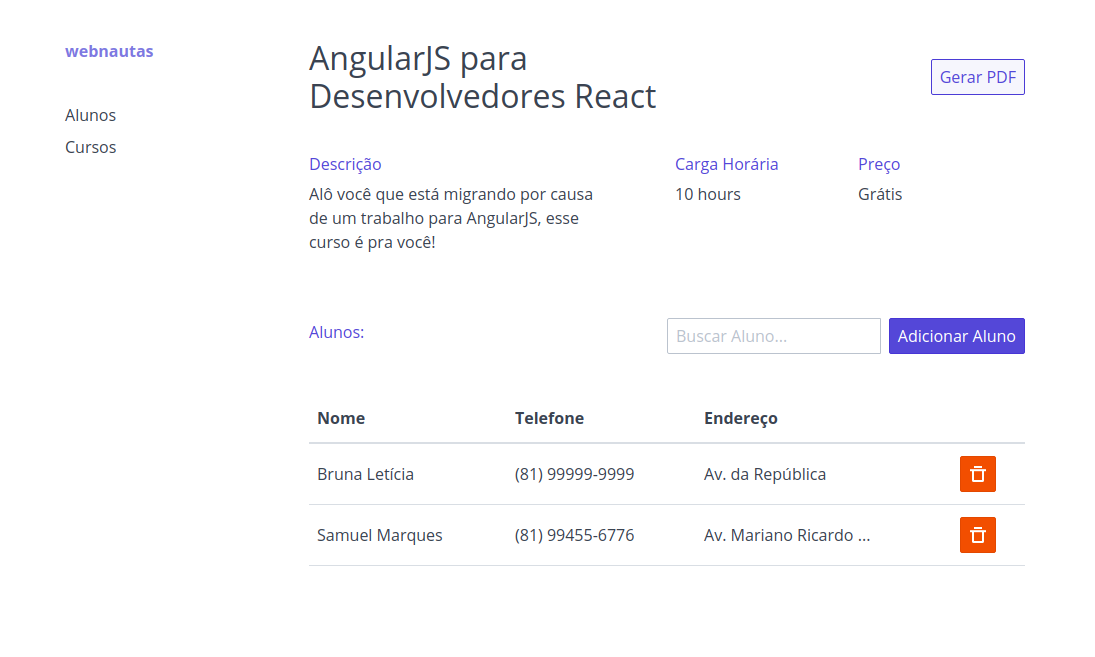 webnautas
Alunos
Cursos
AngularJS para
Desenvolvedores React
Gerar PDF
Descrição
Alô você que está migrando por causa
de um trabalho para AngularJS, esse
curso é pra você!
Carga Horária
10 hours
Preço
Grátis
Alunos:
Buscar Aluno...
Adicionar Aluno
Nome Telefone Endereço
Bruna Letícia (81) 99999-9999 Av. da República
Samuel Marques (81) 99455-6776 Av. Mariano Ricardo ...